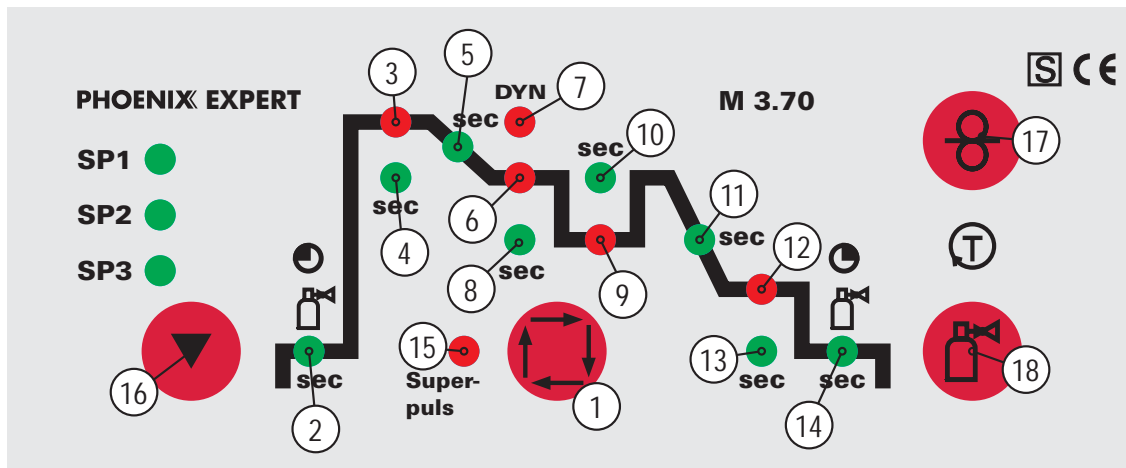 PHOENIX EXPERT
M 3.70
S CE
SP1
SP2
SP3
DYN
sec
sec
sec
sec
sec
sec
sec
sec
Super-
puls
T
1
2
3
4
5
6
7
8
9
10
11
12
13
14
15
16
17
18